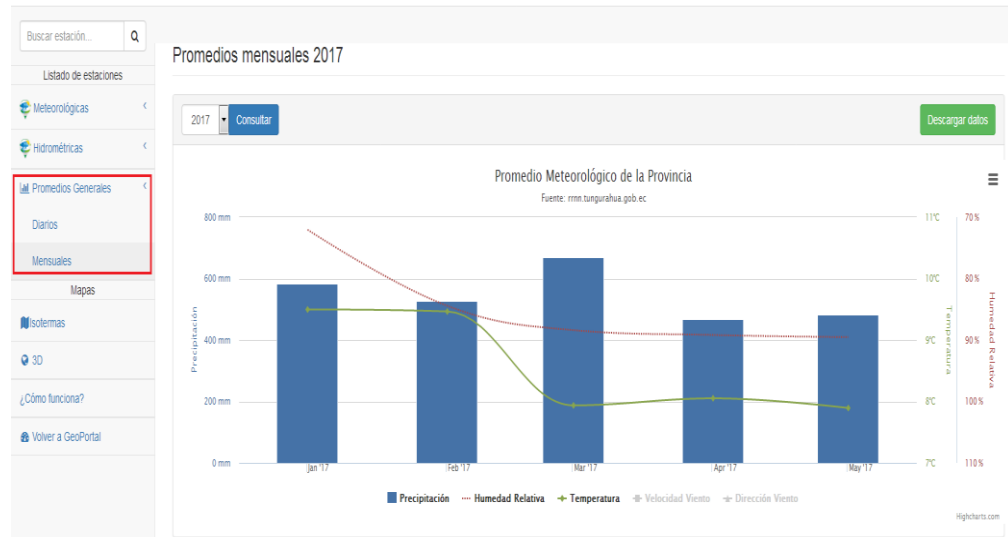 Buscar estación...
Listado de estaciones
Meteorológicas
Hidrométricas
Promedios Generales
Diarios
Mensuales
Mapas
Isotermas
3D
¿Cómo funciona?
Volver a GeoPortal
Promedios mensuales 2017
2017 Consultar Descargar datos
Promedio Meteorológico de la Provincia
Fuente: rrnn.tungurahua.gob.ec
800 mm
600 mm
400 mm
200 mm
0 mm
Precipitación
11°C
10°C
9°C
8°C
7°C
Temperatura
70 %
80 %
90 %
100 %
110 %
Humedad Relativa
Jan '17 Feb '17 Mar '17 Apr '17 May '17
Precipitación Humedad Relativa Temperatura Velocidad Viento Dirección Viento
Highcharts.com